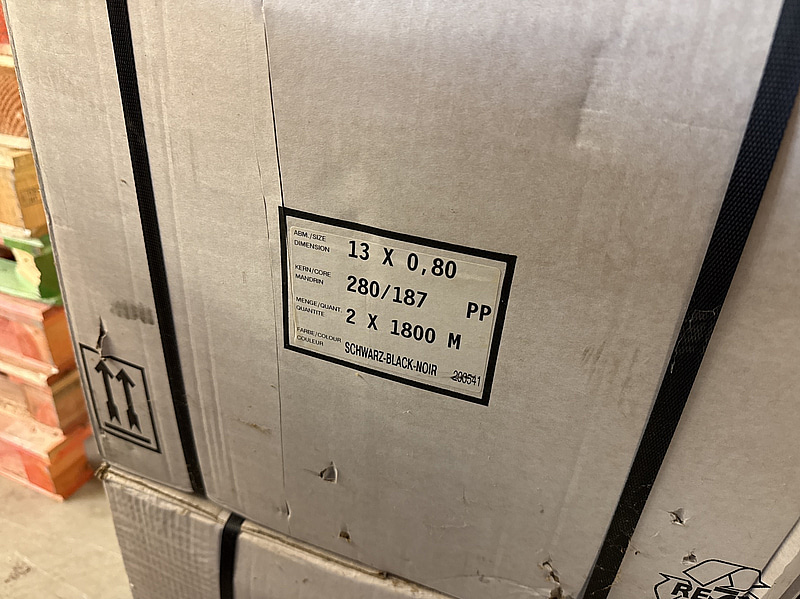 ABM./SIZE
DIMENSION
13 X 0,80
KERN/CORE
MANDRIN
280/187
PP
MENGE/QUANT.
QUANTITE
2 X 1800 M
FARBE/COLOUR
COULEUR
SCHWARZ-BLACK-NOIR